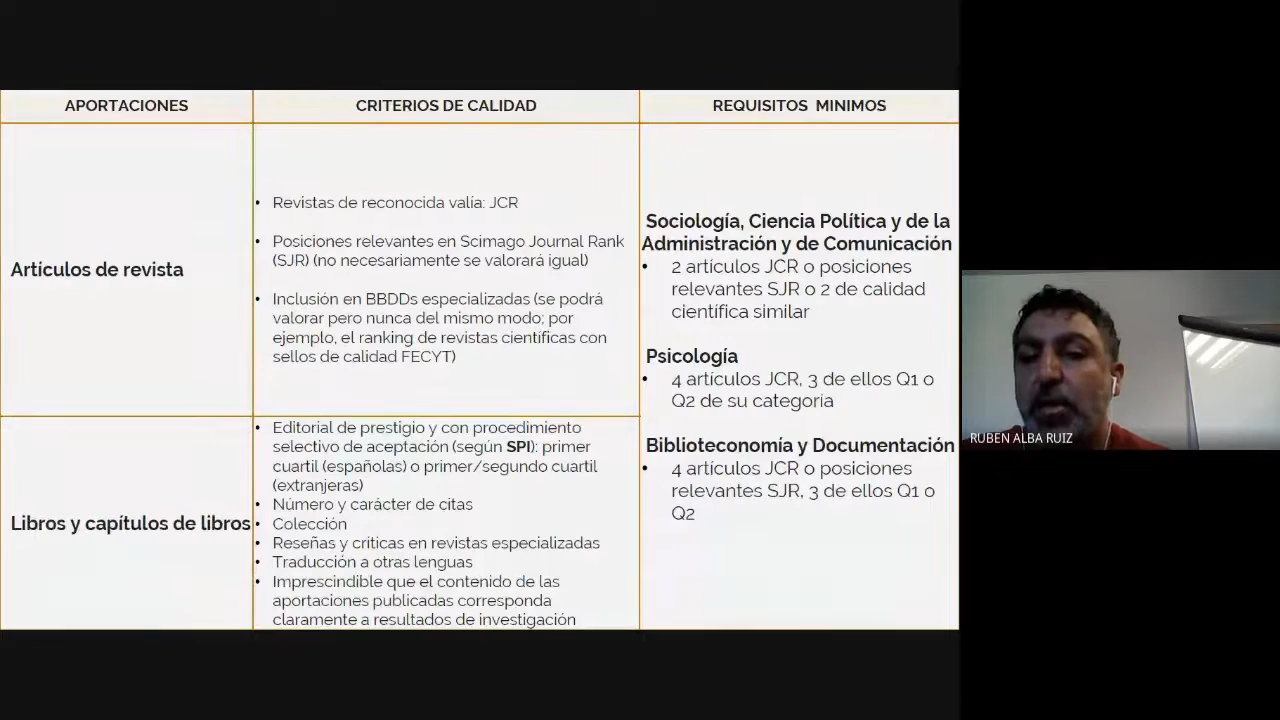 APORTACIONES
CRITERIOS DE CALIDAD
REQUISITOS MINIMOS
Artículos de revista
• Revistas de reconocida valía: JCR
• Posiciones relevantes en Scimago Journal Rank
(SJR) (no necesariamente se valorará igual)
• Inclusión en BBDDs especializadas (se podrá
valorar pero nunca del mismo modo; por
ejemplo, el ranking de revistas científicas con
sellos de calidad FECYT)
Libros y capítulos de libros
• Editorial de prestigio y con procedimiento
selectivo de aceptación (según SPI): primer
cuartil (españolas) o primer/segundo cuartil
(extranjeras)
• Número y carácter de citas
• Colección
• Reseñas y críticas en revistas especializadas
• Traducción a otras lenguas
• Imprescindible que el contenido de las
aportaciones publicadas corresponda
claramente a resultados de investigación
Sociología, Ciencia Política y de la
Administración y de Comunicación
• 2 artículos JCR o posiciones
relevantes SJR o 2 de calidad
científica similar
Psicología
• 4 artículos JCR, 3 de ellos Q1 o
Q2 de su categoría
Biblioteconomía y Documentación
• 4 artículos JCR o posiciones
relevantes SJR, 3 de ellos Q1 o
Q2
RUBEN ALBA RUIZ